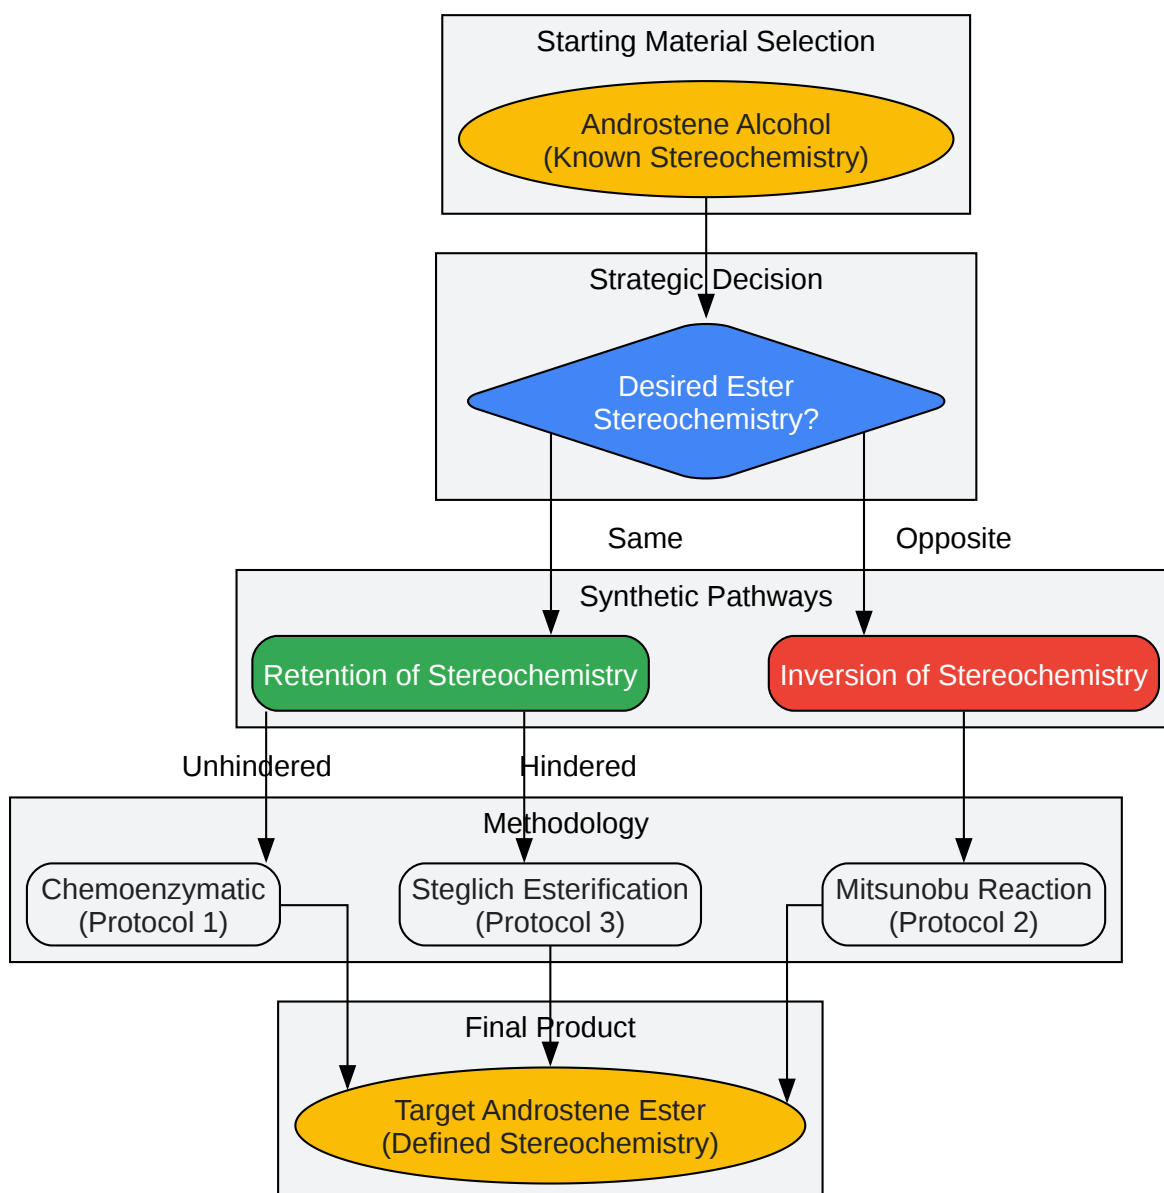 Starting Material Selection
Androstene Alcohol
(Known Stereochemistry)
Strategic Decision
Desired Ester
Stereochemistry?
Same
Opposite
Synthetic Pathways
Retention of Stereochemistry
Inversion of Stereochemistry
Unhindered
Hindered
Methodology
Chemoenzymatic
(Protocol 1)
Steglich Esterification
(Protocol 3)
Mitsunobu Reaction
(Protocol 2)
Final Product
Target Androstene Ester
(Defined Stereochemistry)